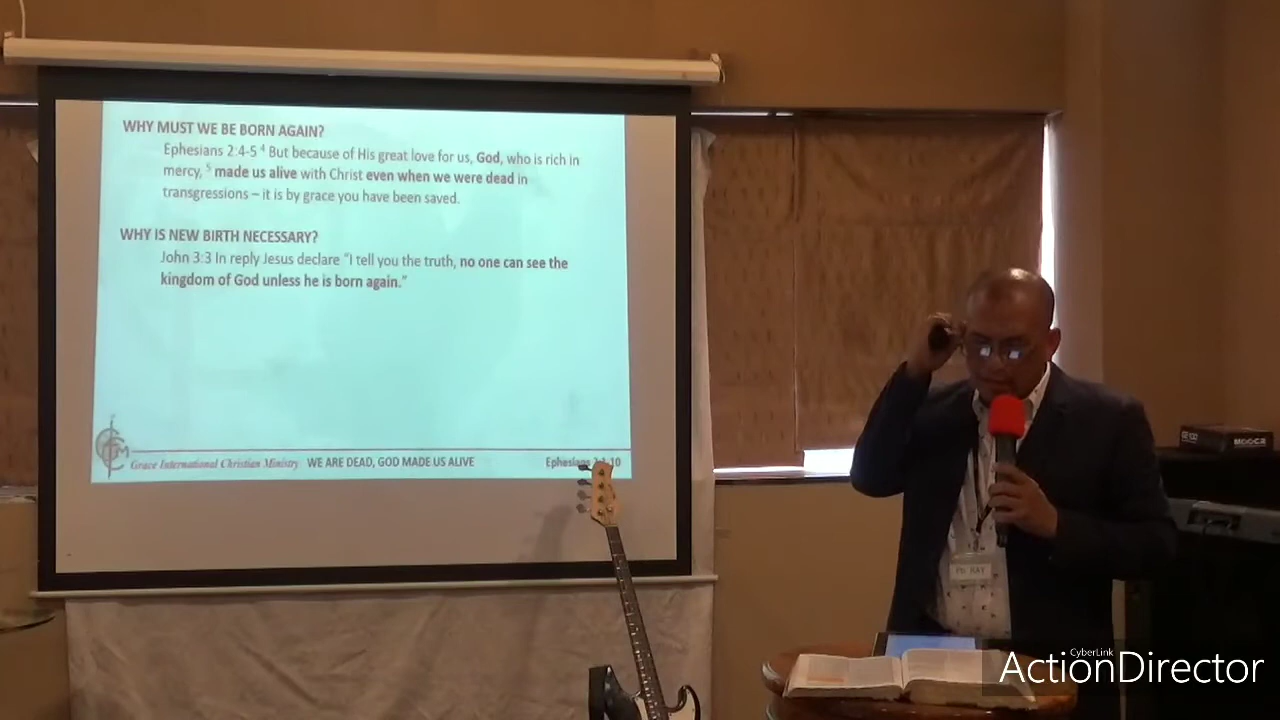 WHY MUST WE BE BORN AGAIN?
Ephesians 2:4-5 ⁴ But because of His great love for us, God, who is rich in
mercy, ⁵ made us alive with Christ even when we were dead in
transgressions – it is by grace you have been saved.
WHY IS NEW BIRTH NECESSARY?
John 3:3 In reply Jesus declare “I tell you the truth, no one can see the
kingdom of God unless he is born again.”
Grace International Christian Ministry WE ARE DEAD, GOD MADE US ALIVE
MOOER
CyberLink
ActionDirector